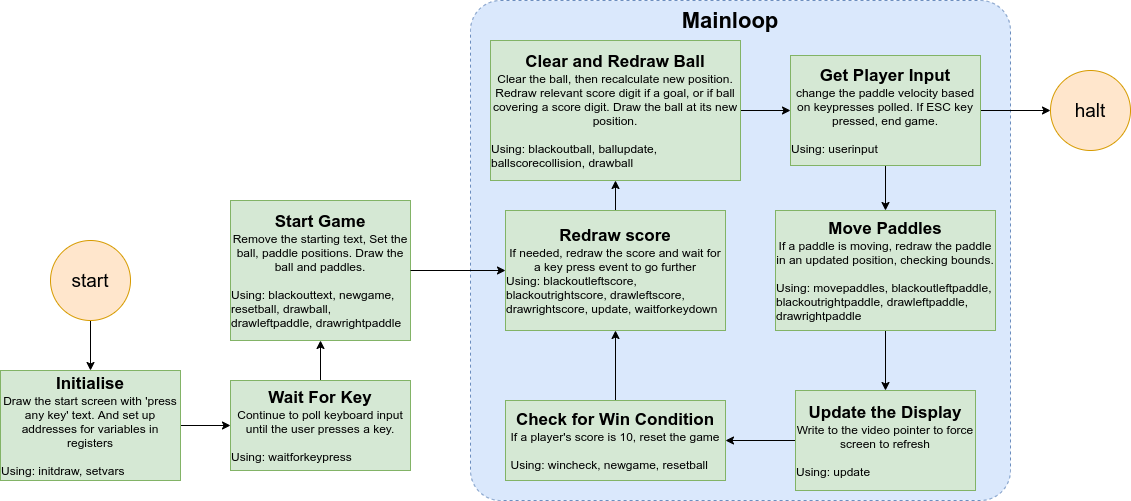 start
Initialise
Draw the start screen with 'press
any key' text. And set up
addresses for variables in
registers
Using: initdraw, setvars
Wait For Key
Continue to poll keyboard input
until the user presses a key.
Using: waitforkeypress
Start Game
Remove the starting text, Set the
ball, paddle positions. Draw the
ball and paddles.
Using: blackouttext, newgame,
resetball, drawball,
drawleftpaddle, drawrightpaddle
Mainloop
Redraw score
If needed, redraw the score and wait for
a key press event to go further
Using: blackoutleftscore,
blackoutrightscore, drawleftscore,
drawrightscore, update, waitforkeydown
Clear and Redraw Ball
Clear the ball, then recalculate new position.
Redraw relevant score digit if a goal, or if ball
covering a score digit. Draw the ball at its new
position.
Using: blackoutball, ballupdate,
ballscorecollision, drawball
Get Player Input
change the paddle velocity based
on keypresses polled. If ESC key
pressed, end game.
Using: userinput
halt
Move Paddles
If a paddle is moving, redraw the paddle
in an updated position, checking bounds.
Using: movepaddles, blackoutleftpaddle,
blackoutrightpaddle, drawleftpaddle,
drawrightpaddle
Update the Display
Write to the video pointer to force
screen to refresh
Using: update
Check for Win Condition
If a player's score is 10, reset the game
Using: wincheck, newgame, resetball